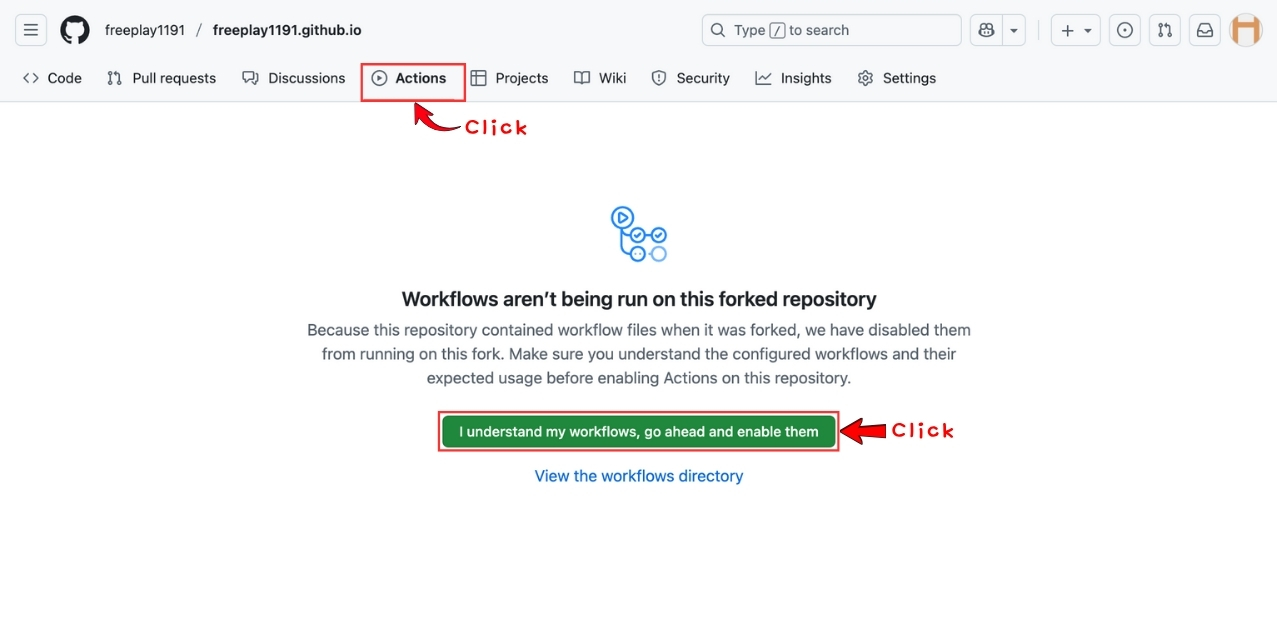 freeplay1191 / freeplay1191.github.io Type / to search
Code Pull requests Discussions Actions Projects Wiki Security Insights Settings
Click
Workflows aren’t being run on this forked repository
Because this repository contained workflow files when it was forked, we have disabled them
from running on this fork. Make sure you understand the configured workflows and their
expected usage before enabling Actions on this repository.
I understand my workflows, go ahead and enable them Click
View the workflows directory